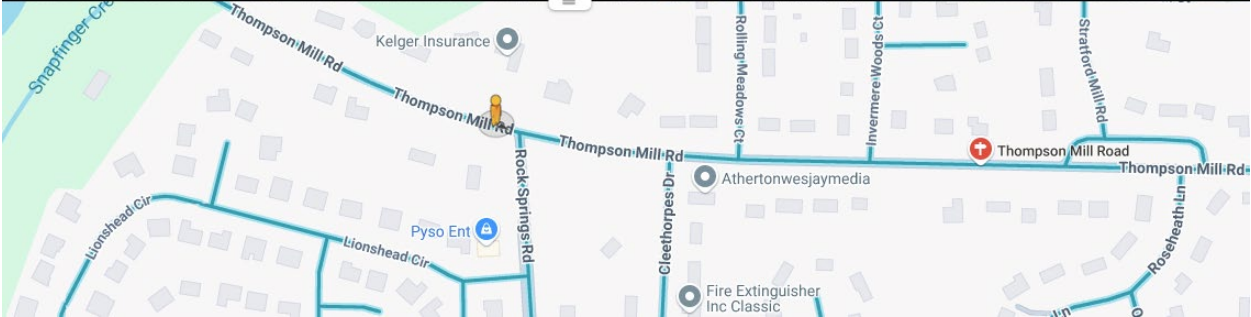 Snapfinger Cre
Thompson Mill Rd
Kelger Insurance
Thompson Mill Rd
Rolling Meadows Ct
Invermere Woods Ct
Stratford Mill Rd
Thompson Mill Rd
Thompson Mill Road
Thompson Mill Rd
Rock Springs Rd
Athertonwesjaymedia
Cleethorpes Dr
Lionshead Cir
Pyso Ent
Lionshead Cir
Roseheath Ln
Fire Extinguisher
Inc Classic
Ln